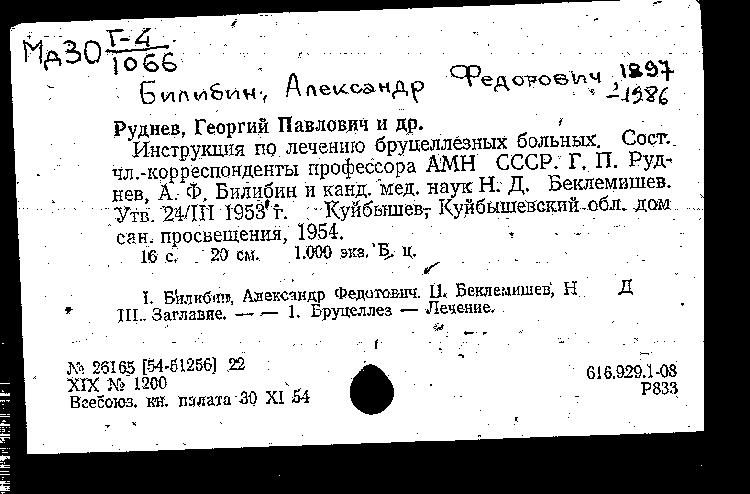 Мд30 Г-4/1066
Билибин, Александр Федорович, 1897
-1986
Руднев, Георгий Павлович и др.
Инструкция по лечению бруцеллезных больных. Сост.
чл.-корреспонденты профессора АМН СССР. Г. П. Руд-
нев, А. Ф. Билибин и канд. мед. наук Н. Д. Беклемишев.
Утв. 24/III 1953 г. Куйбышев, Куйбышевский обл. дом
сан. просвещения, 1954.
16 с. 20 см. 1.000 экз. Б. ц.
I. Билибин, Александр Федотович. II. Беклемишев, Н Д
III. Заглавие. — — 1. Бруцеллез — Лечение.
№ 26165 [54-51256] 22
XIX № 1200
Всесоюз. кн. палата 30 XI 54
616.929.1-08
Р833